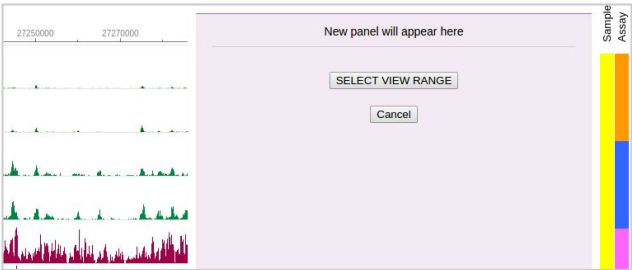 27250000 27270000
New panel will appear here
SELECT VIEW RANGE
Cancel
Sample
Assay